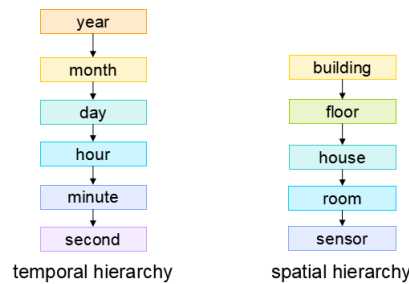 year
month
day
hour
minute
second
temporal hierarchy
building
floor
house
room
sensor
spatial hierarchy